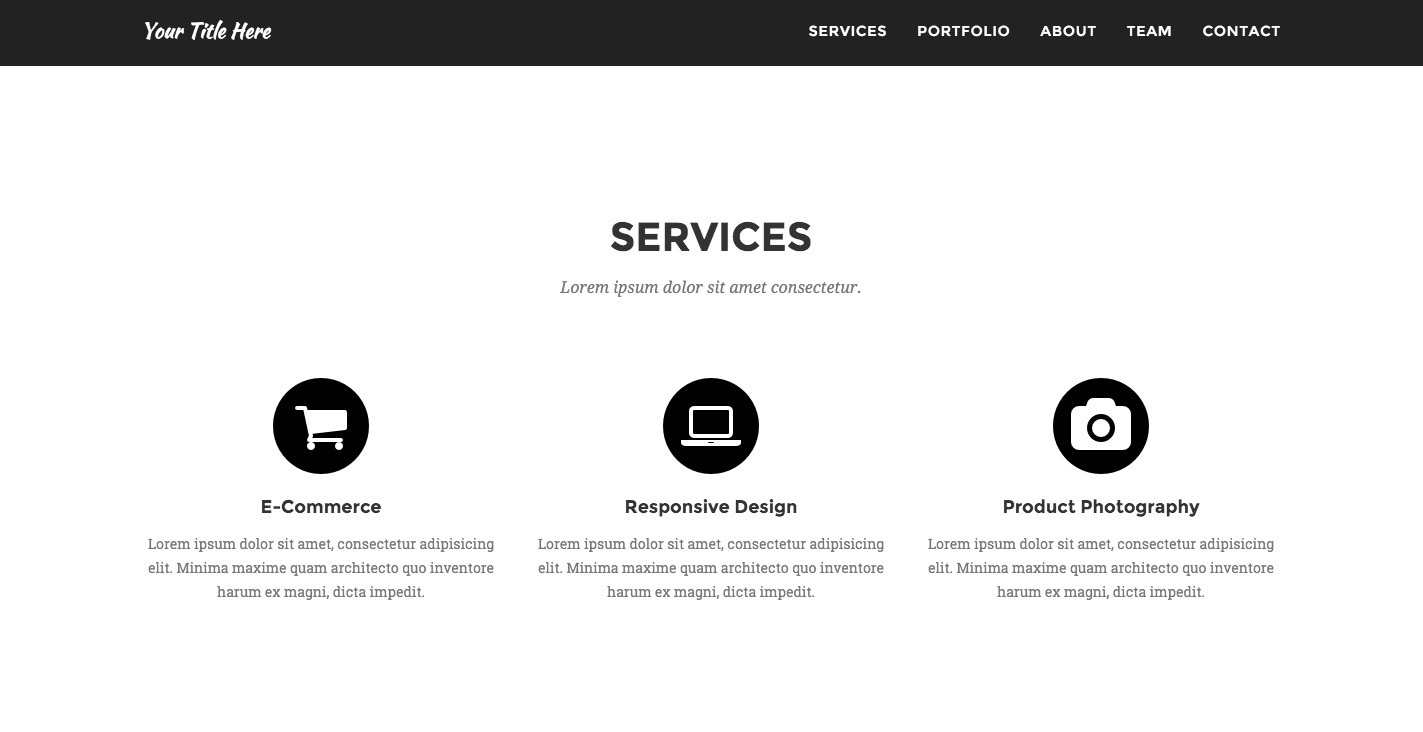 Your Title Here
SERVICES PORTFOLIO ABOUT TEAM CONTACT
SERVICES
Lorem ipsum dolor sit amet consectetur.
E-Commerce
Lorem ipsum dolor sit amet, consectetur adipisicing
elit. Minima maxime quam architecto quo inventore
harum ex magni, dicta impedit.
Responsive Design
Lorem ipsum dolor sit amet, consectetur adipisicing
elit. Minima maxime quam architecto quo inventore
harum ex magni, dicta impedit.
Product Photography
Lorem ipsum dolor sit amet, consectetur adipisicing
elit. Minima maxime quam architecto quo inventore
harum ex magni, dicta impedit.